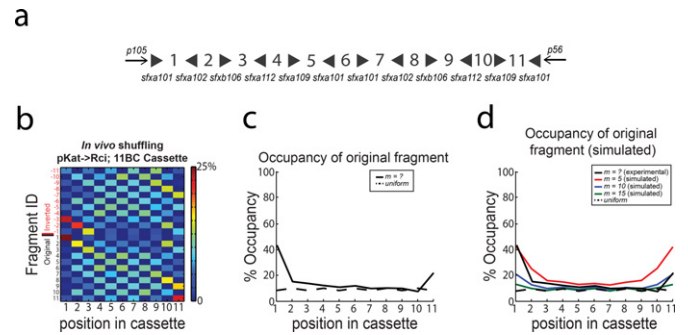 a
p105 1 2 3 4 5 6 7 8 9 10 11 p56
sfxa101 sfxa102 sfxb106 sfxa112 sfxa109 sfxa101 sfxa101 sfxa102 sfxb106 sfxa112 sfxa109 sfxa101
b
In vivo shuffling
pKat->Rci; 11BC Cassette
25%
0
Fragment ID
Original Inverted
1 2 3 4 5 6 7 8 9 10 11
position in cassette
c
Occupancy of original fragment
m = ?
uniform
% Occupancy
100
80
60
40
20
0
1 2 3 4 5 6 7 8 9 10 11
position in cassette
d
Occupancy of original
fragment (simulated)
m = ? (experimental)
m = 5 (simulated)
m = 10 (simulated)
m = 15 (simulated)
uniform
% Occupancy
100
80
60
40
20
0
1 2 3 4 5 6 7 8 9 10 11
position in cassette